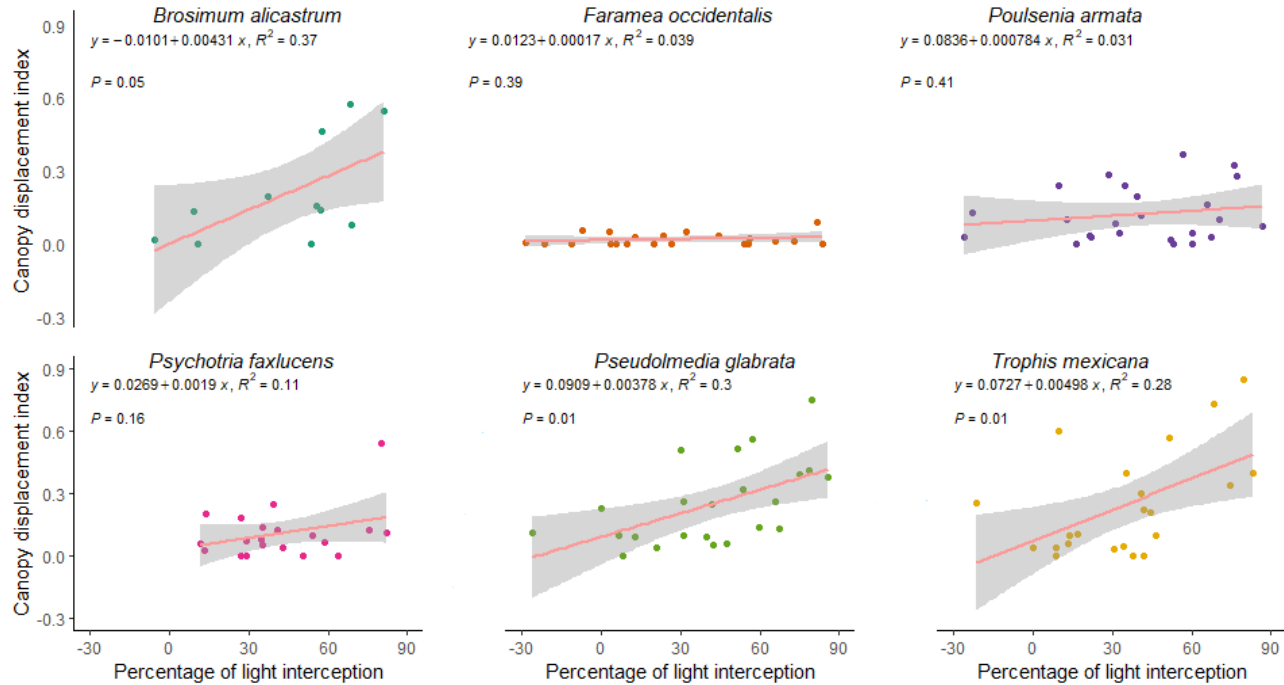 Brosimum alicastrum
y = −0.0101+0.00431 x, R² = 0.37
P = 0.05
Faramea occidentalis
y = 0.0123+0.00017 x, R² = 0.039
P = 0.39
Poulsenia armata
y = 0.0836+0.000784 x, R² = 0.031
P = 0.41
Canopy displacement index
0.9
0.6
0.3
0.0
-0.3
Psychotria faxlucens
y = 0.0269+0.0019 x, R² = 0.11
P = 0.16
Pseudolmedia glabrata
y = 0.0909+0.00378 x, R² = 0.3
P = 0.01
Trophis mexicana
y = 0.0727+0.00498 x, R² = 0.28
P = 0.01
Canopy displacement index
0.9
0.6
0.3
0.0
-0.3
-30 0 30 60 90
-30 0 30 60 90
-30 0 30 60 90
Percentage of light interception
Percentage of light interception
Percentage of light interception